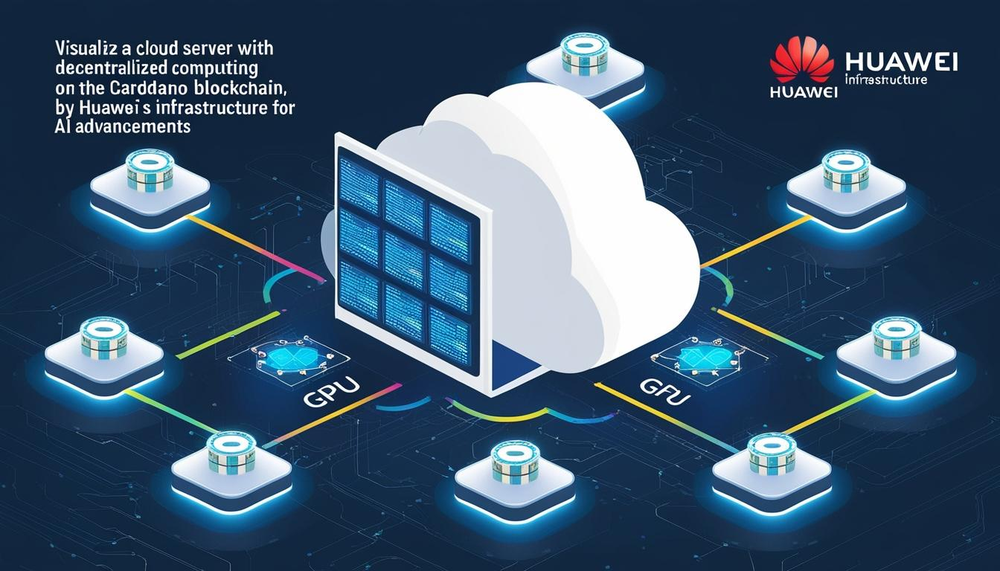 Visualiz a cloud server with
decentrallized computing
on the Carddano blockchain,
by Huawei's infrastructure for
AI advancements
HUAWEI
HUAWEI
infrestructure
GPU
GFU